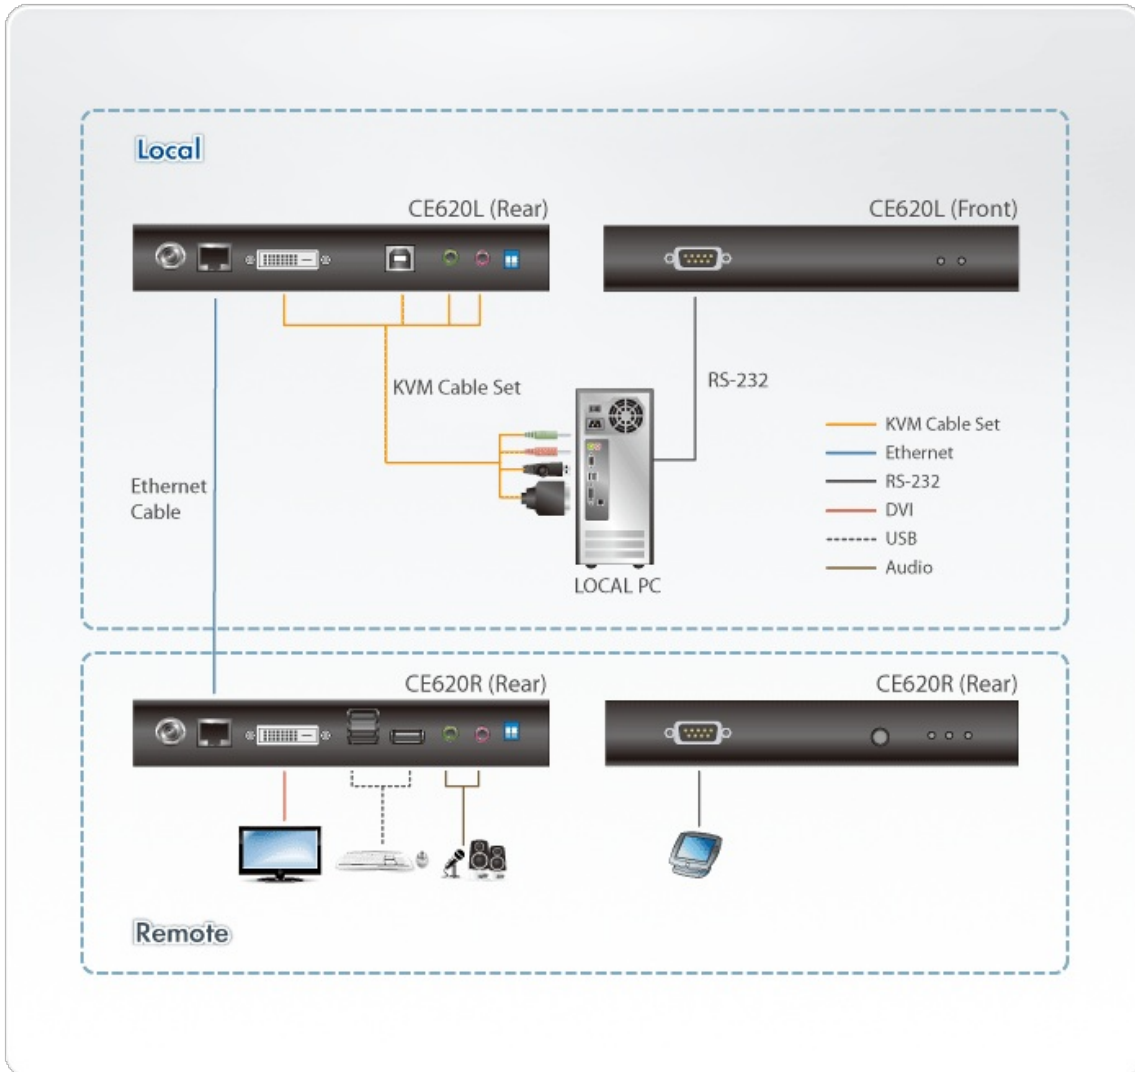 Local
CE620L (Rear)
CE620L (Front)
KVM Cable Set
RS-232
Ethernet
Cable
LOCAL PC
KVM Cable Set
Ethernet
RS-232
DVI
USB
Audio
CE620R (Rear)
CE620R (Rear)
Remote